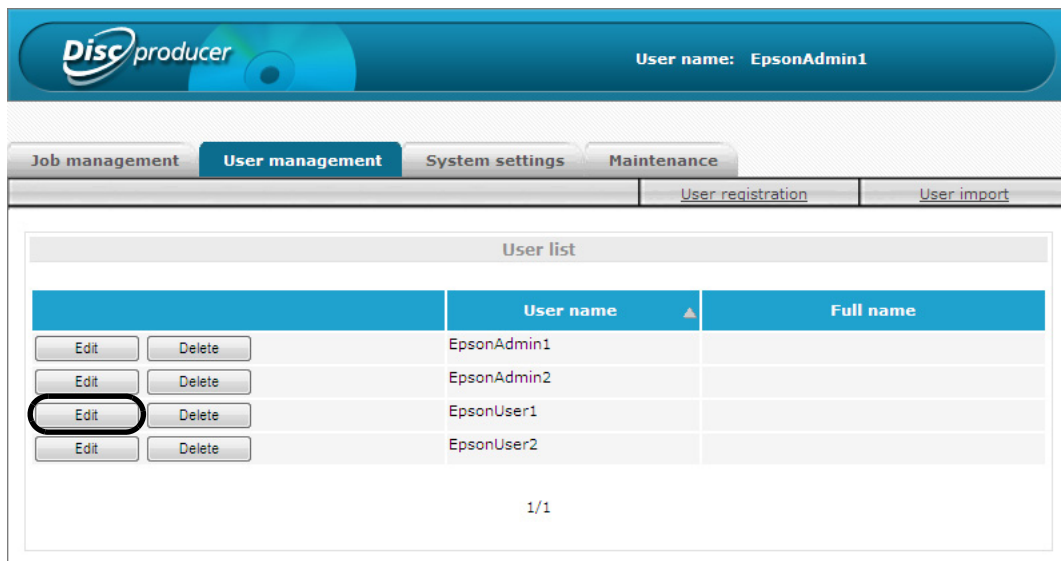 Disc producer
User name: EpsonAdmin1
Job management User management System settings Maintenance
User registration User import
User list
User name Full name
Edit Delete EpsonAdmin1
Edit Delete EpsonAdmin2
Edit Delete EpsonUser1
Edit Delete EpsonUser2
1/1